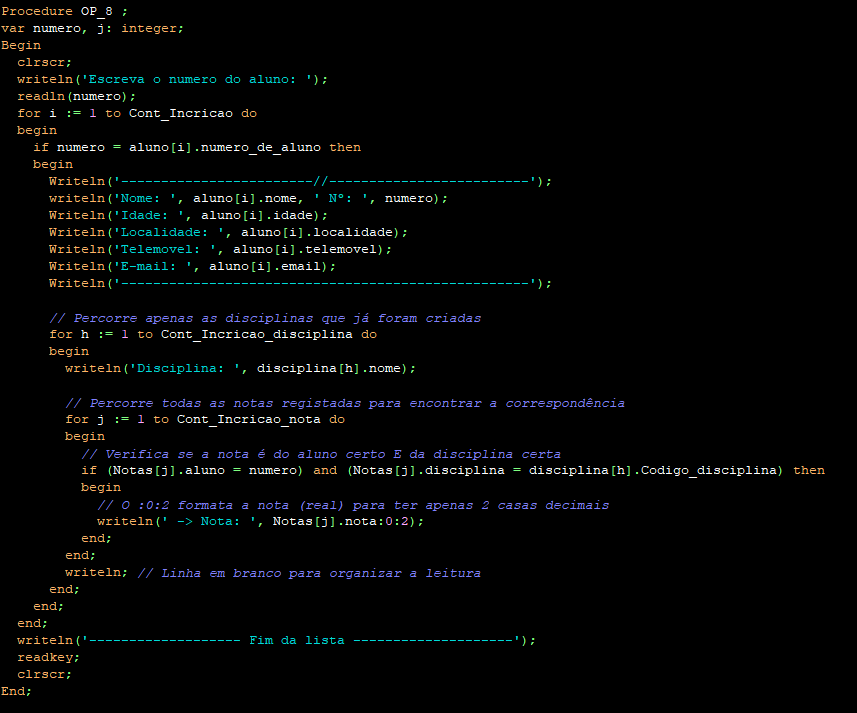 Procedure OP_8 ;
var numero, j: integer;
Begin
  clrscr;
  writeln('Escreva o numero do aluno: ');
  readln(numero);
  for i := 1 to Cont_Incricao do
  begin
    if numero = aluno[i].numero_de_aluno then
    begin
      Writeln('------------------------//-------------------------');
      writeln('Nome: ', aluno[i].nome, ' Nº: ', numero);
      Writeln('Idade: ', aluno[i].idade);
      Writeln('Localidade: ', aluno[i].localidade);
      Writeln('Telemovel: ', aluno[i].telemovel);
      Writeln('E-mail: ', aluno[i].email);
      Writeln('---------------------------------------------------');

      // Percorre apenas as disciplinas que já foram criadas
      for h := 1 to Cont_Incricao_disciplina do
      begin
        writeln('Disciplina: ', disciplina[h].nome);

        // Percorre todas as notas registadas para encontrar a correspondência
        for j := 1 to Cont_Incricao_nota do
        begin
          // Verifica se a nota é do aluno certo E da disciplina certa
          if (Notas[j].aluno = numero) and (Notas[j].disciplina = disciplina[h].Codigo_disciplina) then
          begin
            // O :0:2 formata a nota (real) para ter apenas 2 casas decimais
            writeln(' -> Nota: ', Notas[j].nota:0:2);
          end;
        end;
        writeln; // Linha em branco para organizar a leitura
      end;
    end;
  end;
  writeln('------------------- Fim da lista --------------------');
  readkey;
  clrscr;
End;